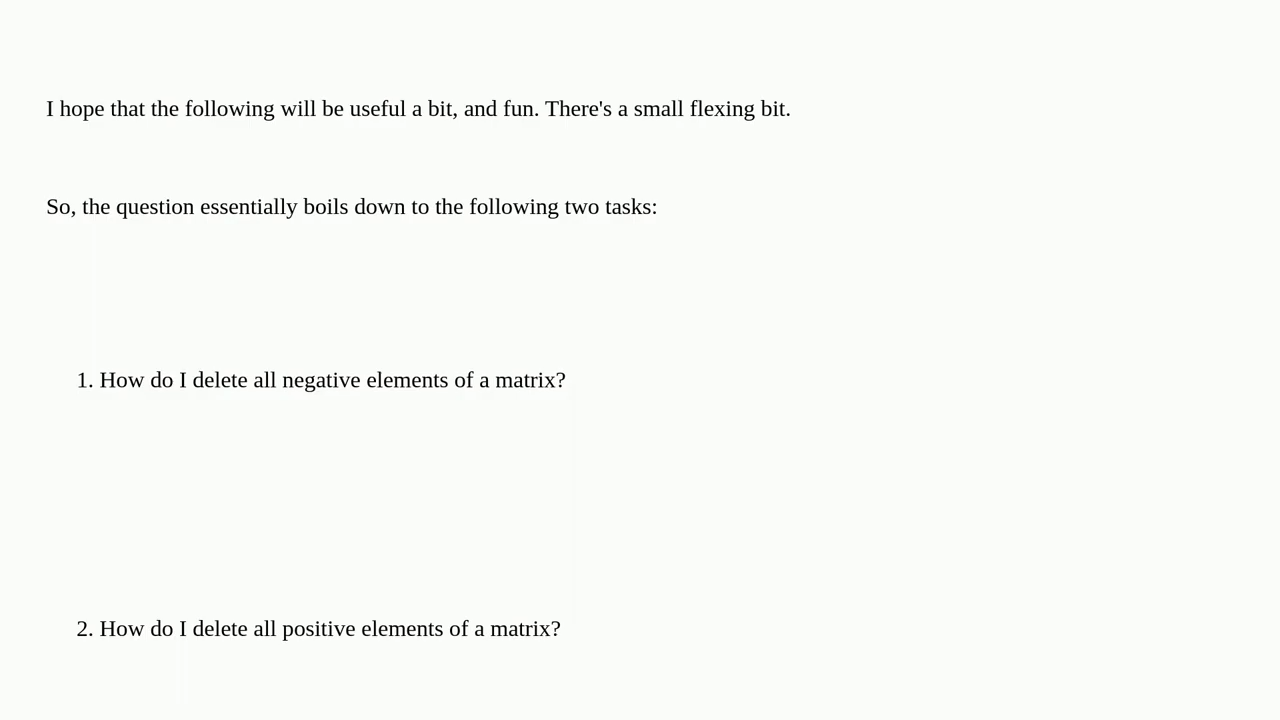 I hope that the following will be useful a bit, and fun. There's a small flexing bit.
So, the question essentially boils down to the following two tasks:
1. How do I delete all negative elements of a matrix?
2. How do I delete all positive elements of a matrix?